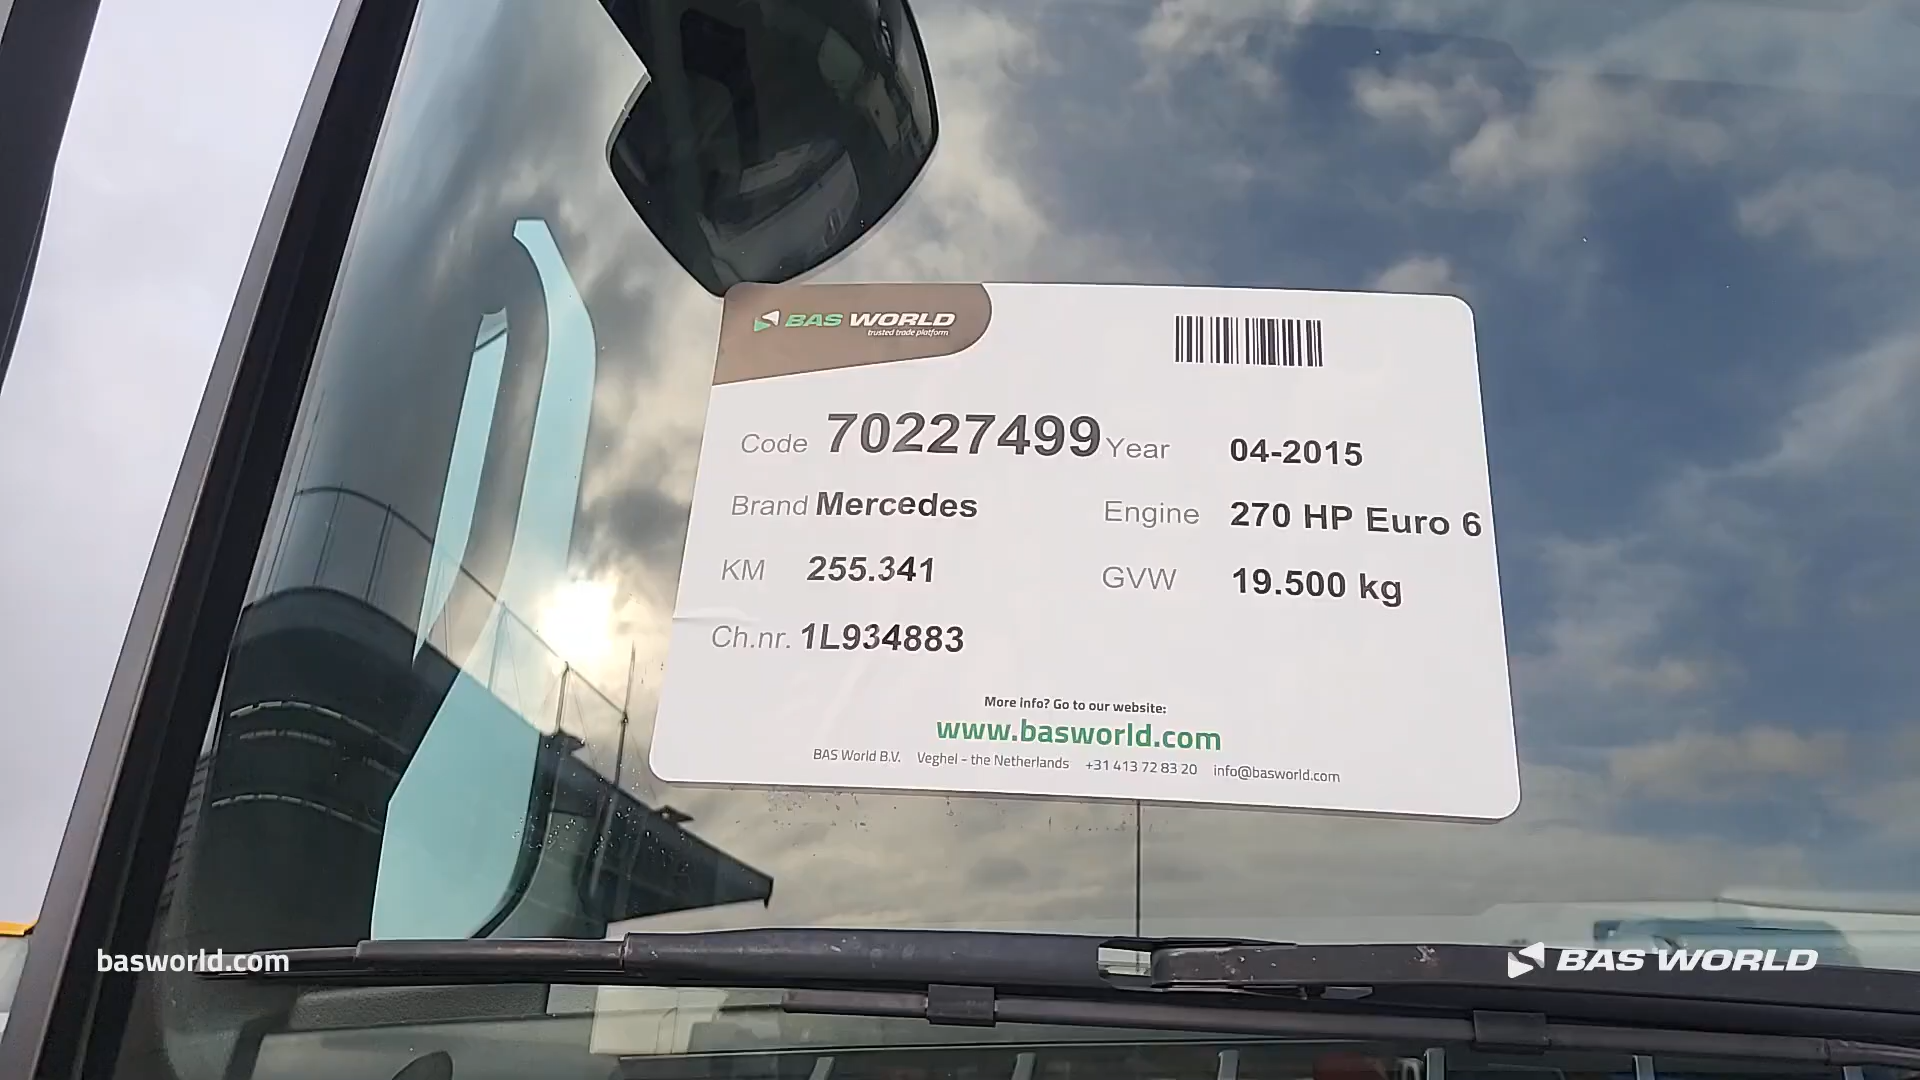 BAS WORLD
trusted trade platform
Code 70227499 Year 04-2015
Brand Mercedes Engine 270 HP Euro 6
KM 255.341 GVW 19.500 kg
Ch.nr. 1L934883
More info? Go to our website:
www.basworld.com
BAS World B.V. Veghel - the Netherlands +31 413 72 83 20 info@basworld.com
basworld.com
BAS WORLD